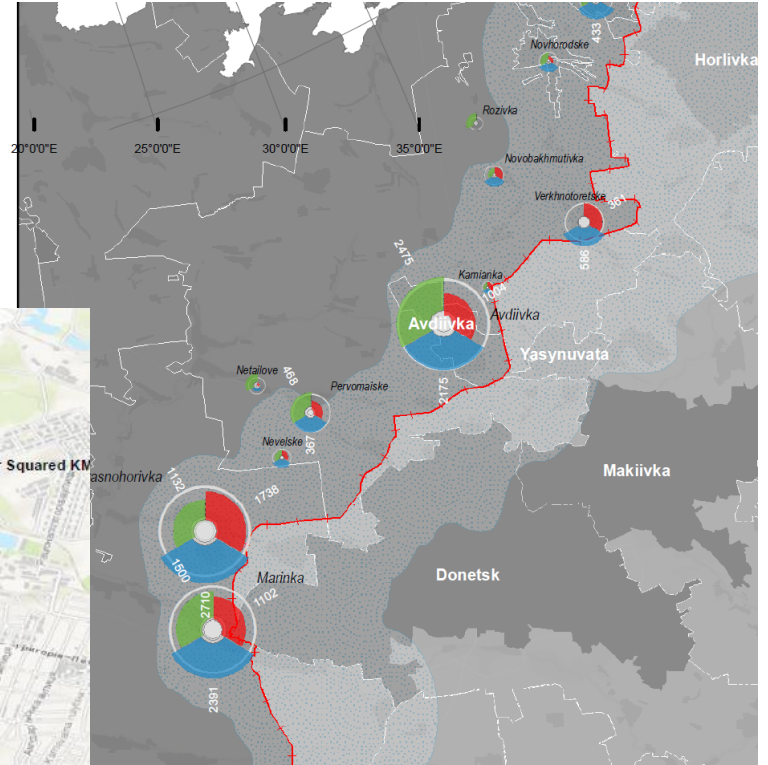 433
Novhorodske
Horlivka
Rozivka
20°0'0"E
25°0'0"E
30°0'0"E
35°0'0"E
Novobakhmutivka
Verkhnotoretske
381
586
2475
Kamianka
1004
Avdiivka
Avdiivka
Yasynuvata
2175
Netailove
468
Pervomaiske
367
Nevelske
Squared KM
Makiivka
asnohorivka
1132
1738
1500
Marinka
Donetsk
2710
1102
2391